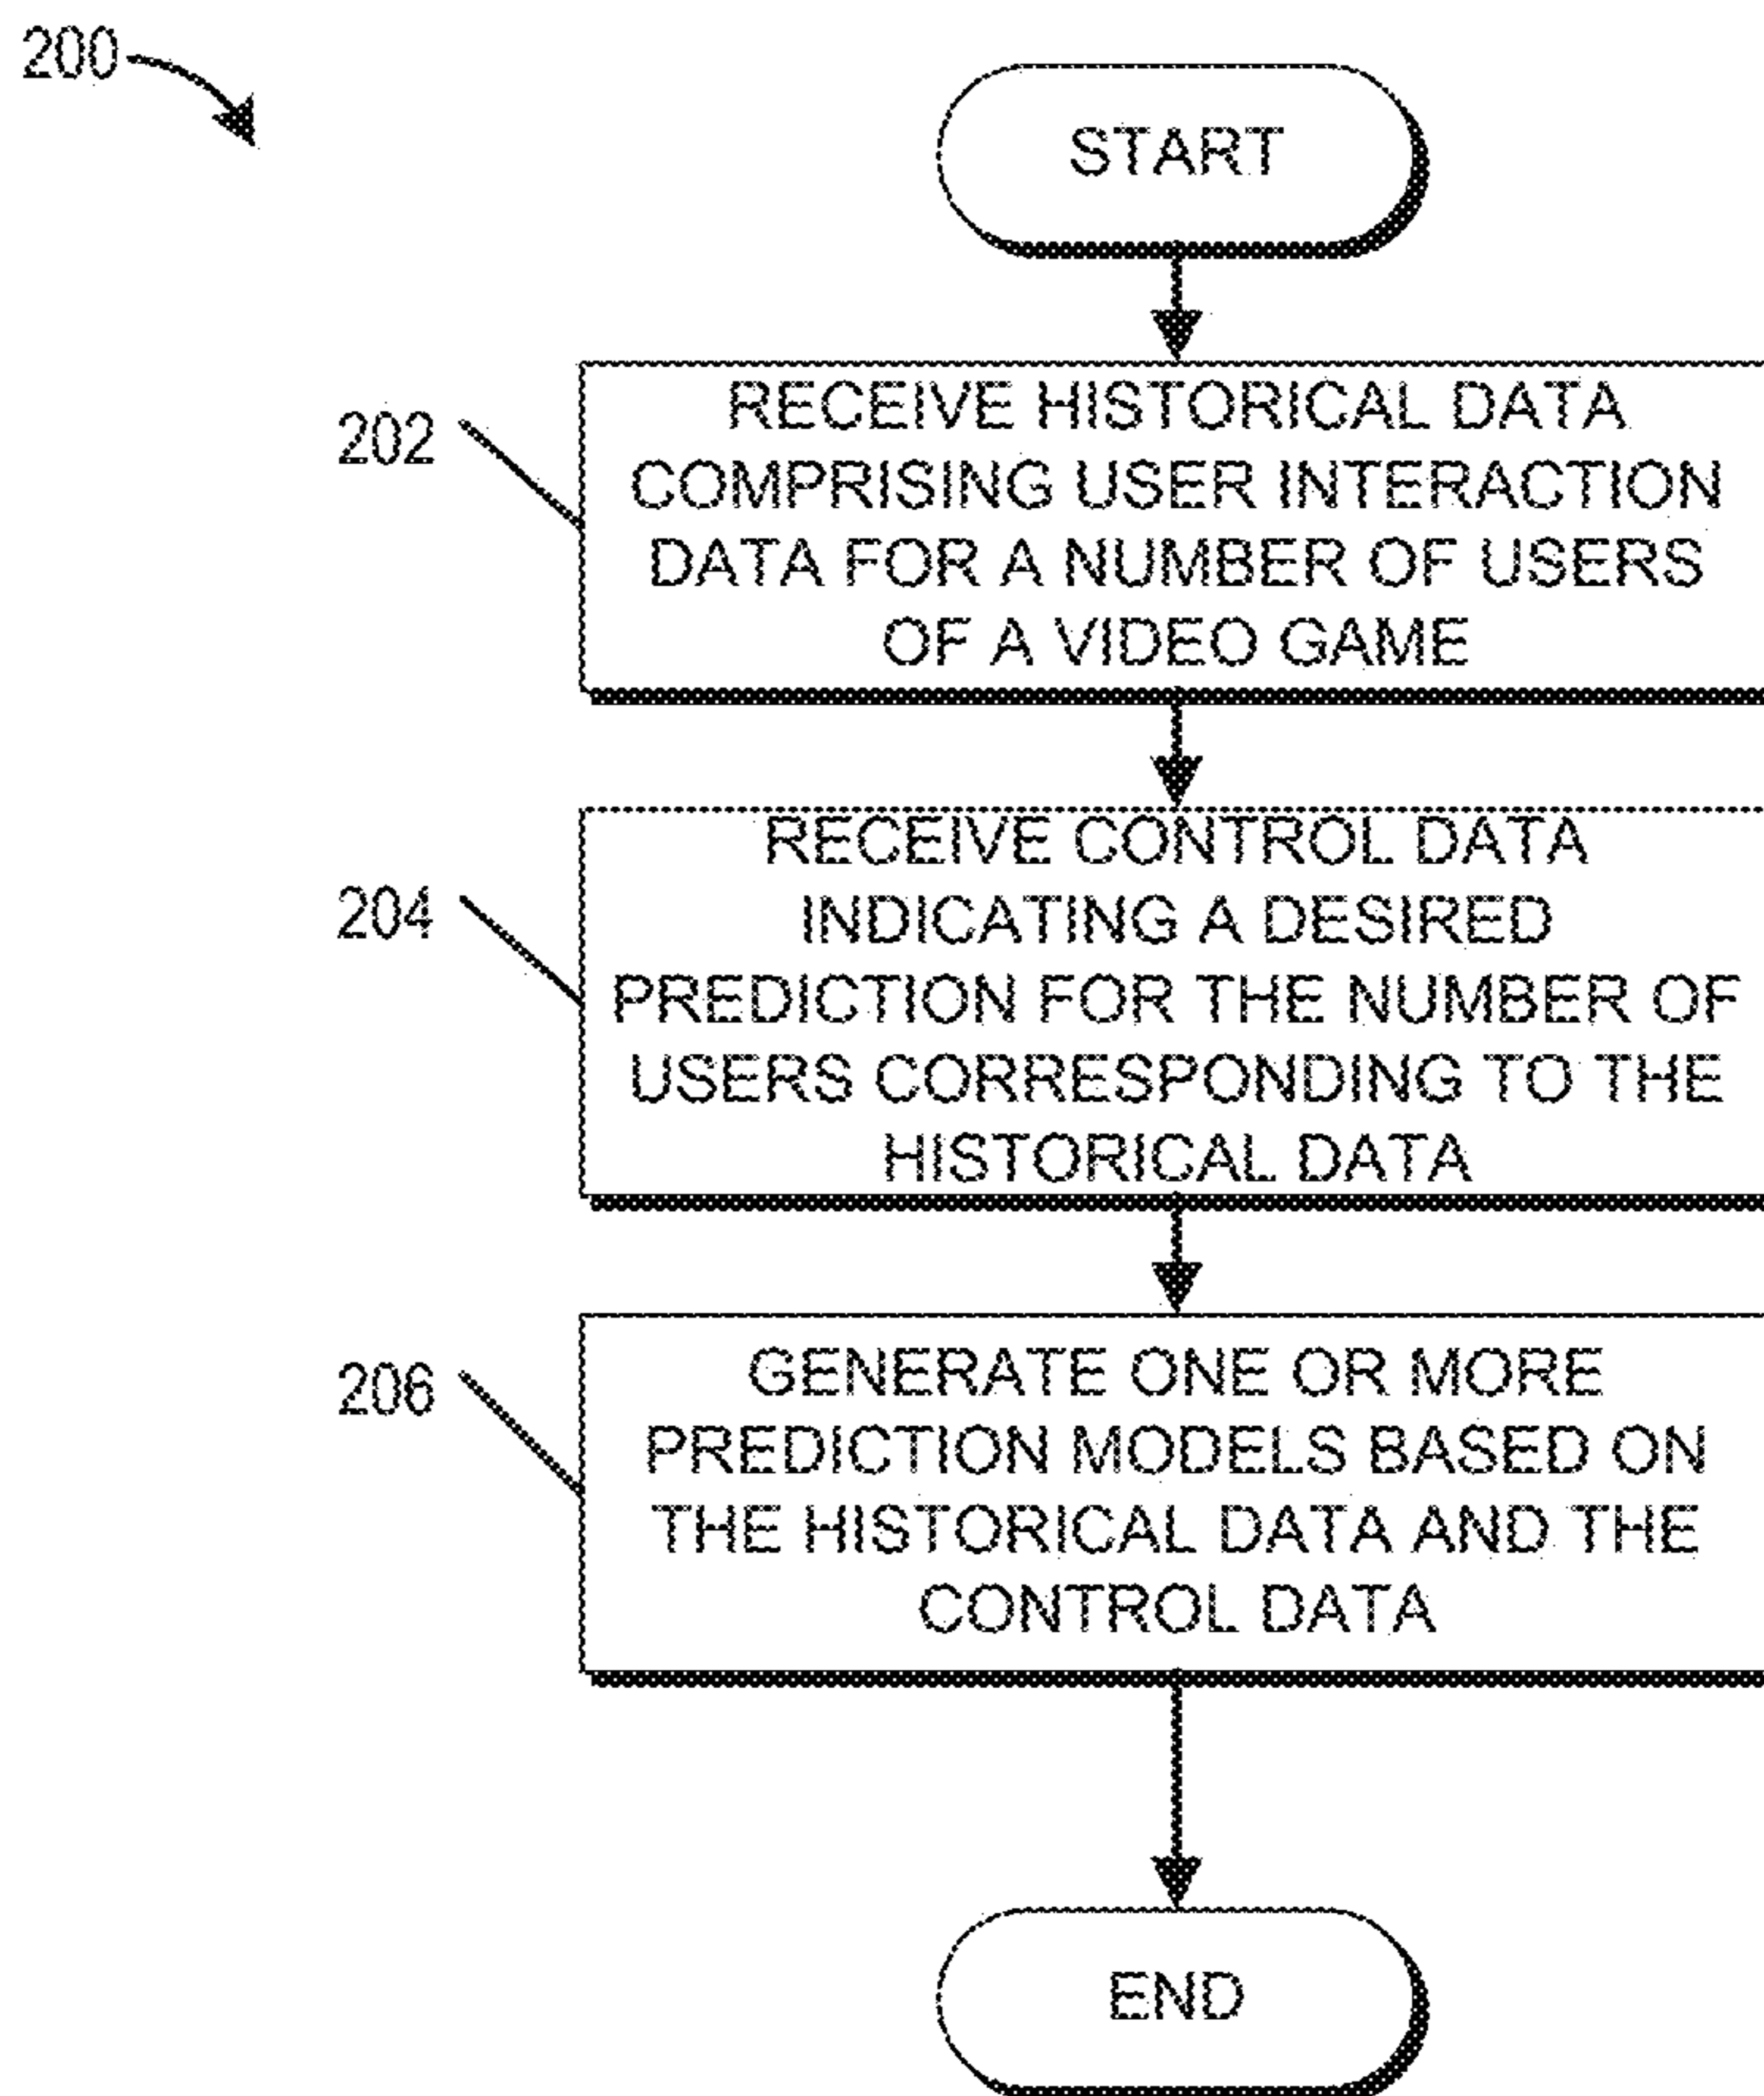 200
START
202
RECEIVE HISTORICAL DATA
COMPRISING USER INTERACTION
DATA FOR A NUMBER OF USERS
OF A VIDEO GAME
204
RECEIVE CONTROL DATA
INDICATING A DESIRED
PREDICTION FOR THE NUMBER OF
USERS CORRESPONDING TO THE
HISTORICAL DATA
206
GENERATE ONE OR MORE
PREDICTION MODELS BASED ON
THE HISTORICAL DATA AND THE
CONTROL DATA
END